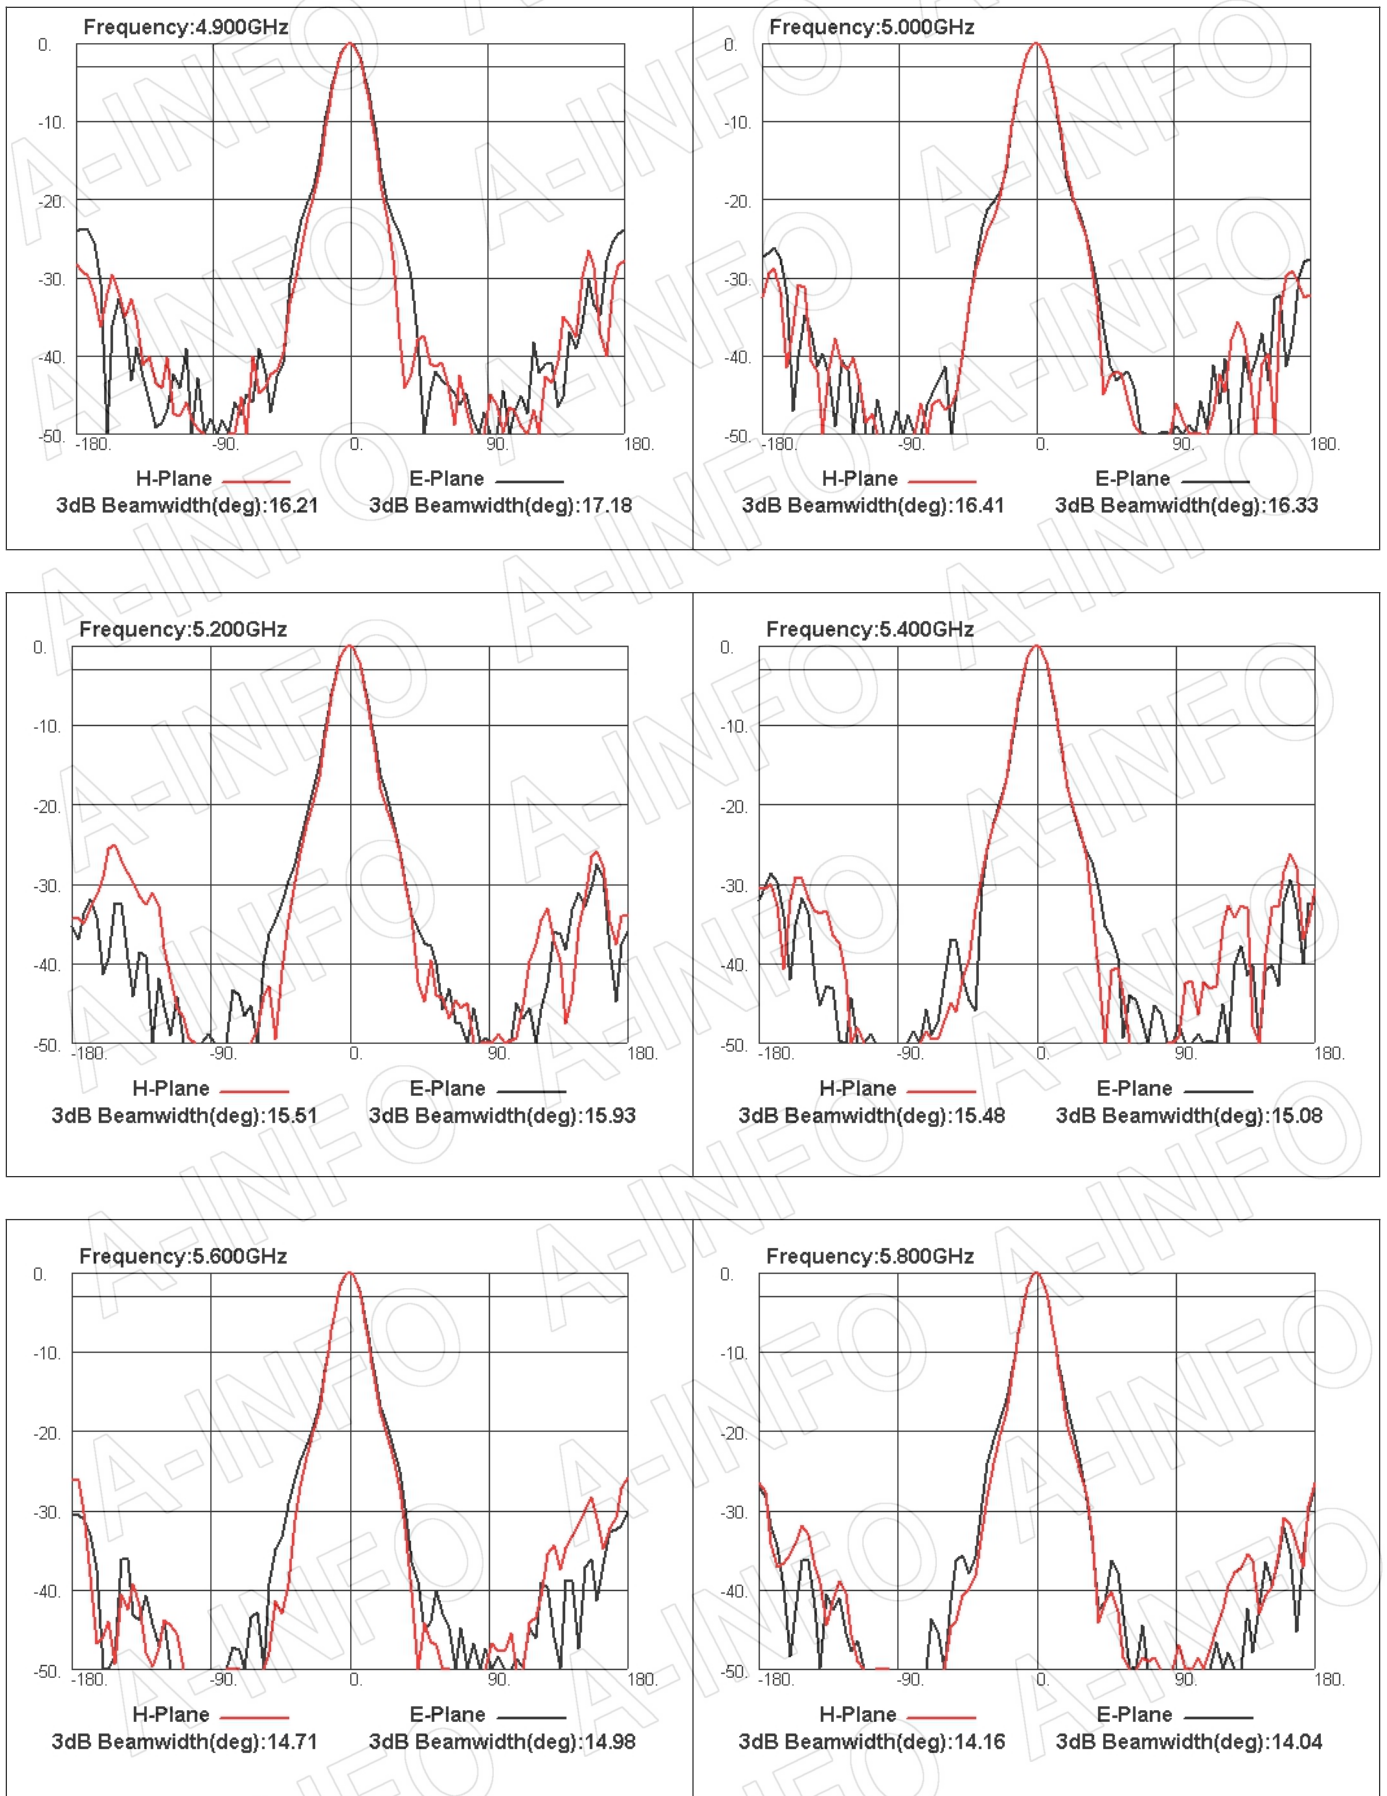 Frequency:4.900GHz
0.
-10.
-20.
-30.
-40.
-50.
-180.
-90.
0.
90.
180.
H-Plane
E-Plane
3dB Beamwidth(deg):16.21
3dB Beamwidth(deg):17.18
Frequency:5.000GHz
0.
-10.
-20.
-30.
-40.
-50.
-180.
-90.
0.
90.
180.
H-Plane
E-Plane
3dB Beamwidth(deg):16.41
3dB Beamwidth(deg):16.33
Frequency:5.200GHz
0.
-10.
-20.
-30.
-40.
-50.
-180.
-90.
0.
90.
180.
H-Plane
E-Plane
3dB Beamwidth(deg):15.51
3dB Beamwidth(deg):15.93
Frequency:5.400GHz
0.
-10.
-20.
-30.
-40.
-50.
-180.
-90.
0.
90.
180.
H-Plane
E-Plane
3dB Beamwidth(deg):15.48
3dB Beamwidth(deg):15.08
Frequency:5.600GHz
0.
-10.
-20.
-30.
-40.
-50.
-180.
-90.
0.
90.
180.
H-Plane
E-Plane
3dB Beamwidth(deg):14.71
3dB Beamwidth(deg):14.98
Frequency:5.800GHz
0.
-10.
-20.
-30.
-40.
-50.
-180.
-90.
0.
90.
180.
H-Plane
E-Plane
3dB Beamwidth(deg):14.16
3dB Beamwidth(deg):14.04
A-INFO